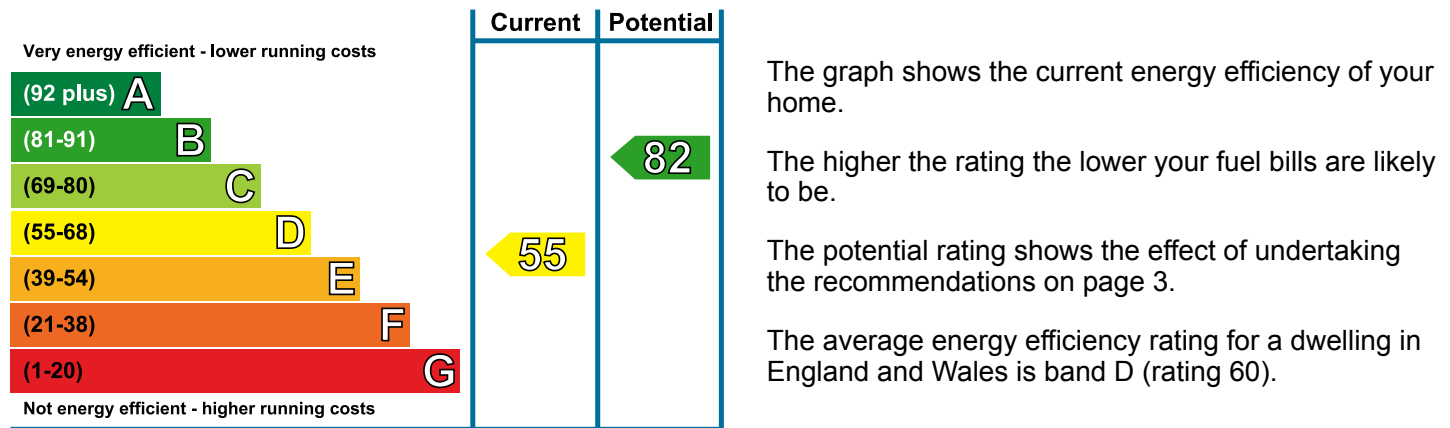 Current Potential
Very energy efficient - lower running costs
(92 plus) A
(81-91) B
82
(69-80) C
(55-68) D
55
(39-54) E
(21-38) F
(1-20) G
Not energy efficient - higher running costs
The graph shows the current energy efficiency of your
home.
The higher the rating the lower your fuel bills are likely
to be.
The potential rating shows the effect of undertaking
the recommendations on page 3.
The average energy efficiency rating for a dwelling in
England and Wales is band D (rating 60).